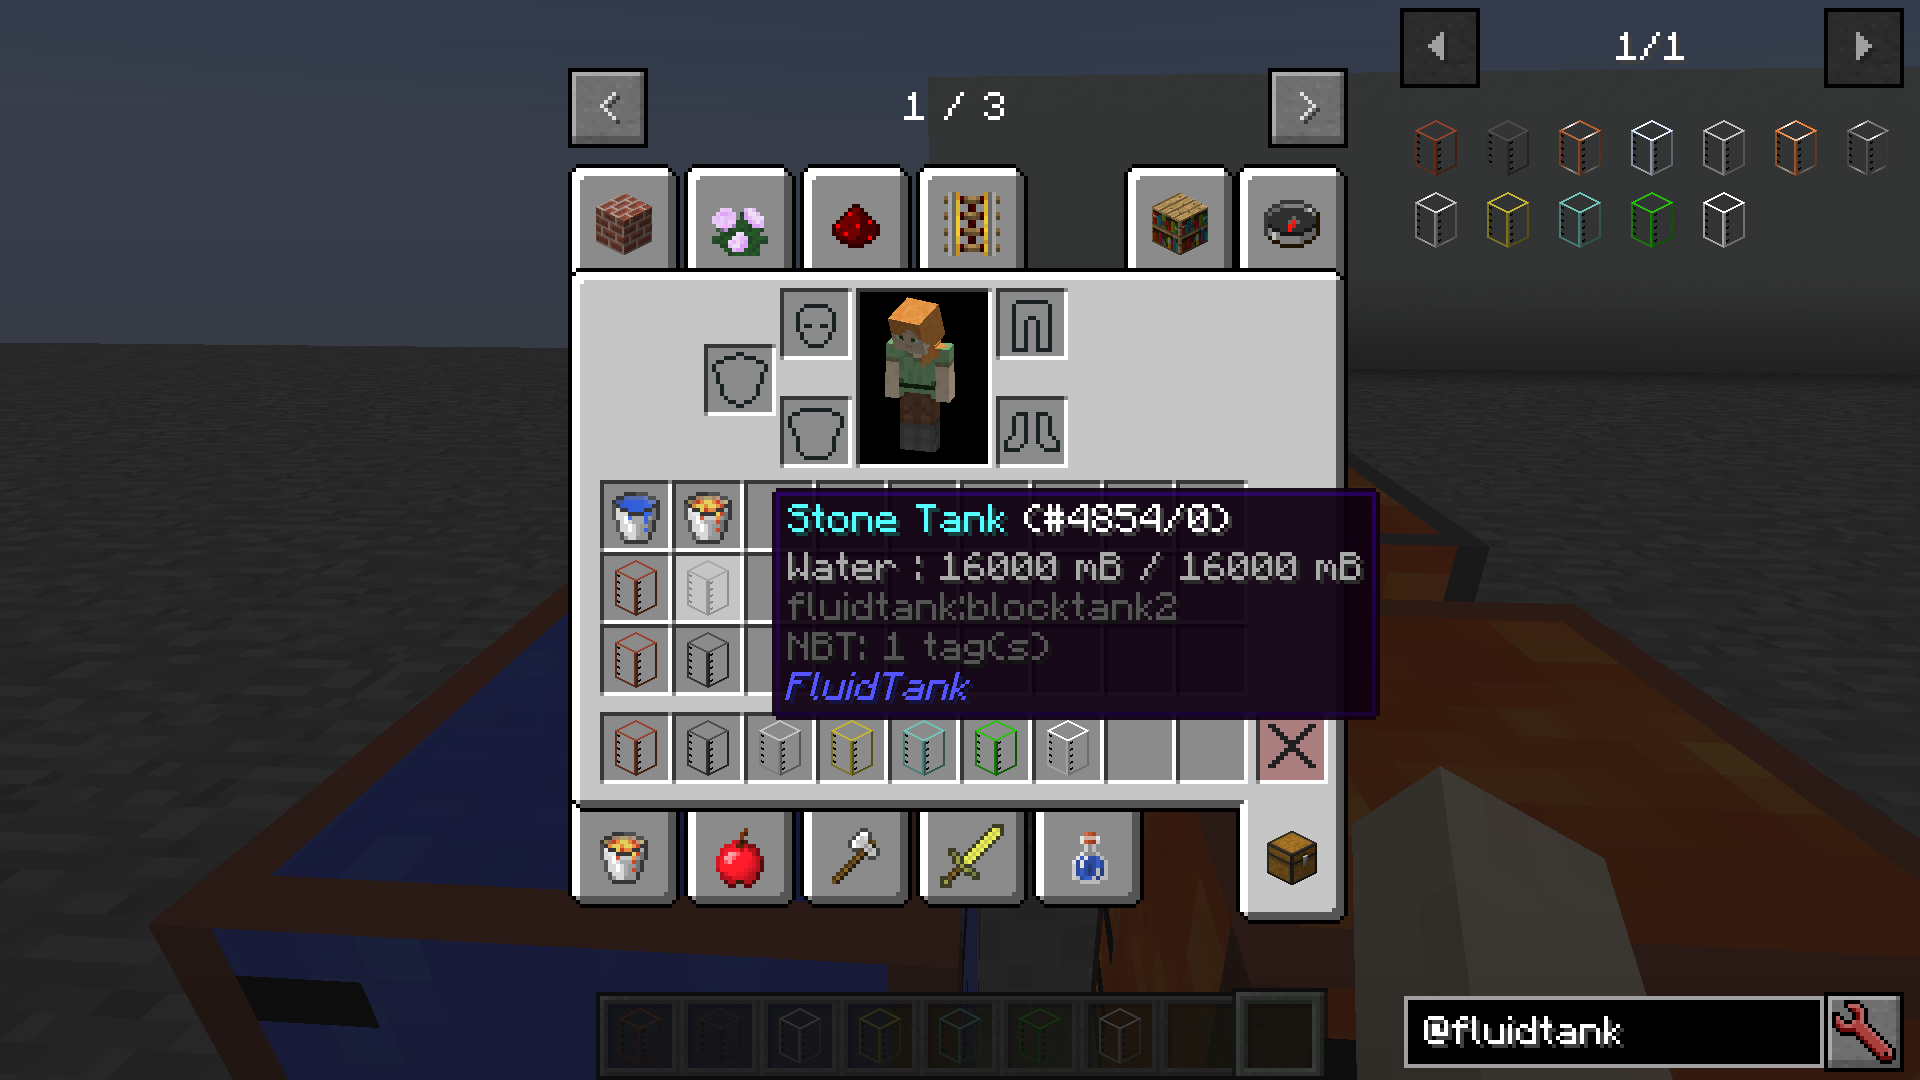 1/1
1 / 3
Stone Tank (#4854/0)
Water : 16000 mB / 16000 mB
fluidtank:blocktank2
NBT: 1 tag(s)
FluidTank
@fluidtank